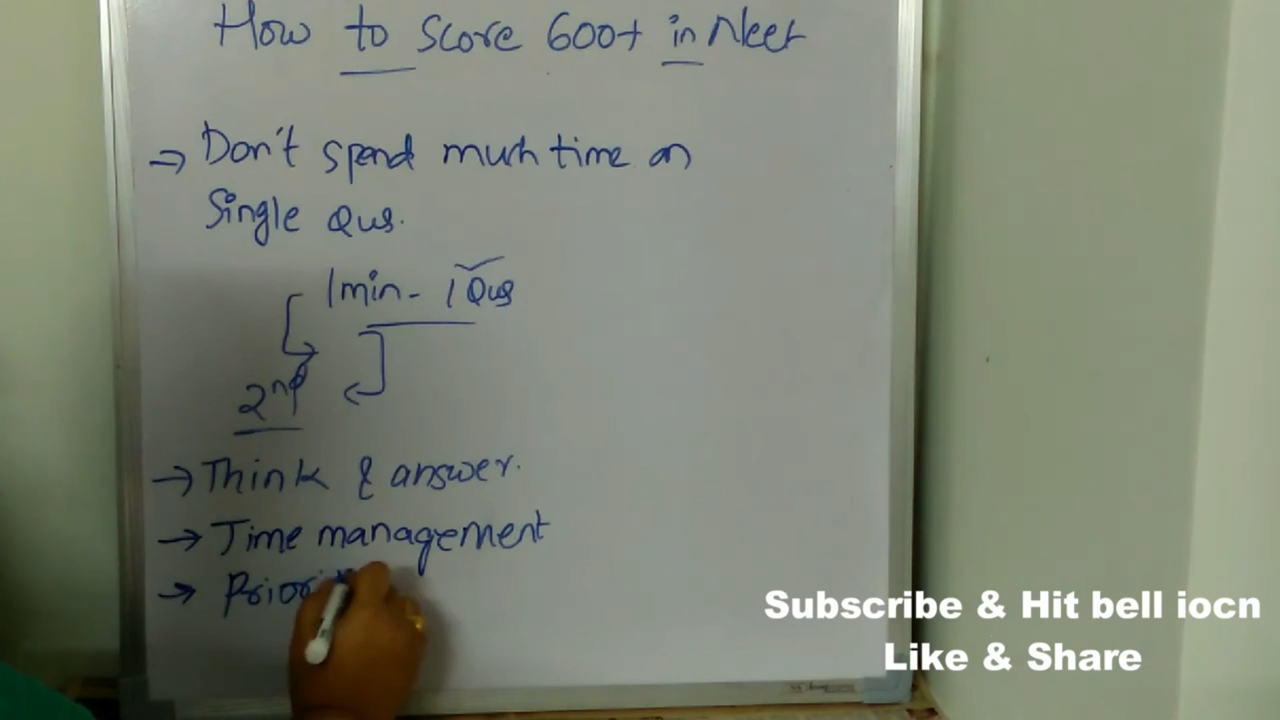 How to Score 600+ in Neet
⇒ Don't spend much time on
Single Qus.
1min - 1 Qus
2nd
→ Think & answer.
→ Time management
→ Priori
Subscribe & Hit bell iocn
Like & Share